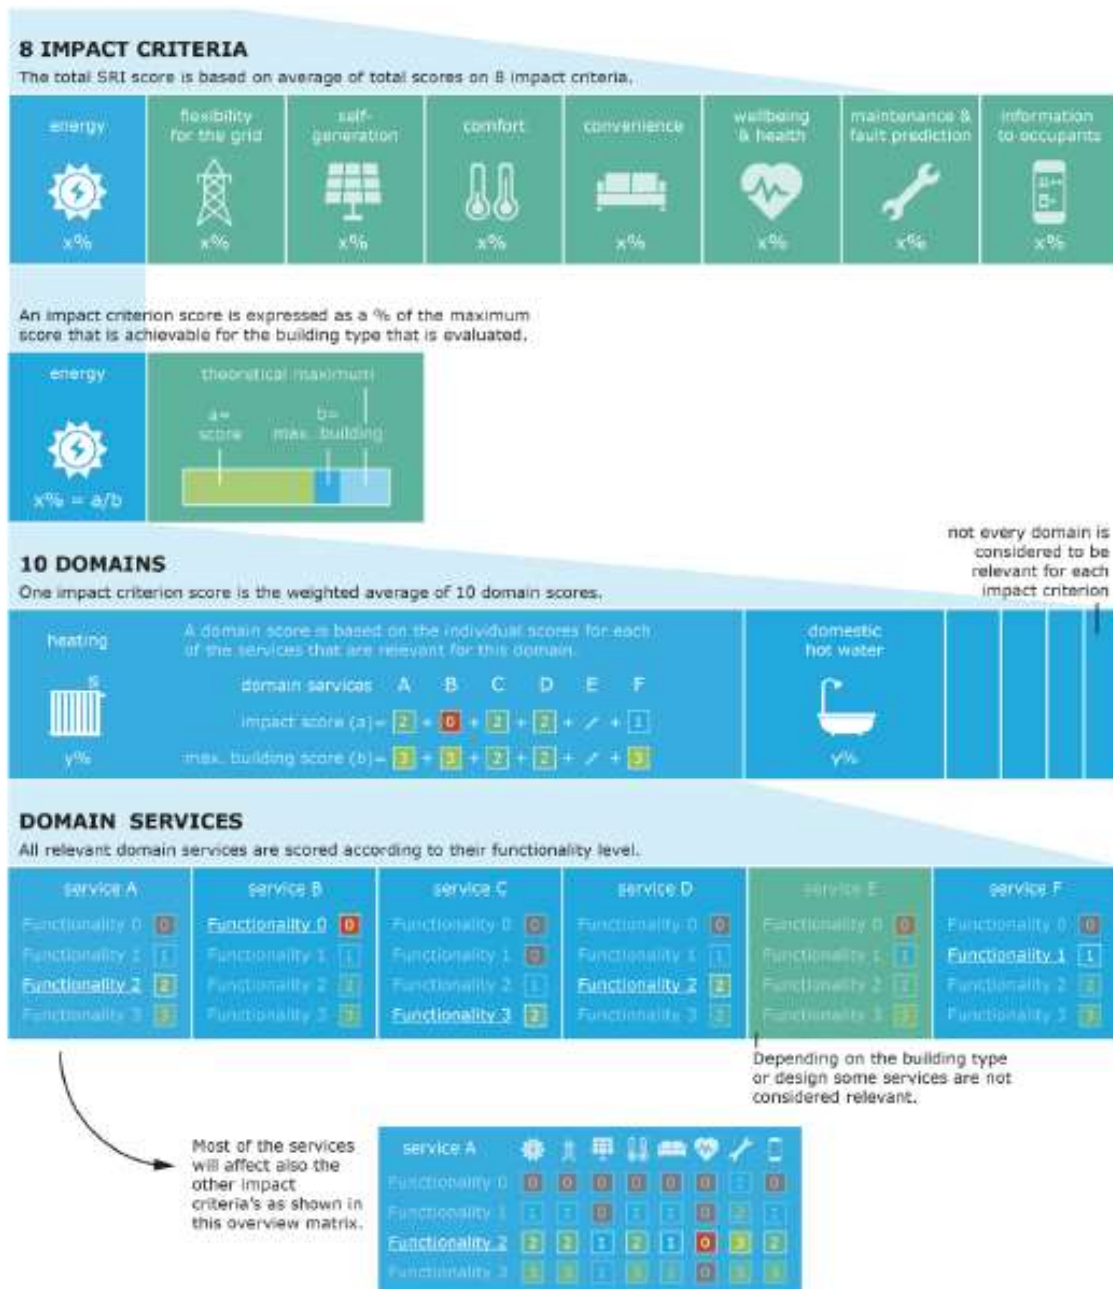 8 IMPACT CRITERIA
The total SRI score is based on average of total scores on 8 impact criteria.
energy
flexibility
for the grid
self-
generation
comfort
convenience
wellbeing
& health
maintenance &
fault prediction
information
to occupants
x% x% x% x% x% x% x% x%
An impact criterion score is expressed as a % of the maximum
score that is achievable for the building type that is evaluated.
energy
x% = a/b
theoretical maximum
a=
score
b=
max. building
not every domain is
considered to be
relevant for each
impact criterion
10 DOMAINS
One impact criterion score is the weighted average of 10 domain scores.
heating
y%
A domain score is based on the individual scores for each
of the services that are relevant for this domain.
domain services A B C D E F
impact score (a)= 2 + 0 + 2 + 2 + / + 1
max. building score (b)= 3 + 3 + 2 + 2 + / + 3
domestic
hot water
y%
DOMAIN SERVICES
All relevant domain services are scored according to their functionality level.
service A
Functionality 0 0
Functionality 1 1
Functionality 2 2
Functionality 3 3
service B
Functionality 0 0
Functionality 1 1
Functionality 2 2
Functionality 3 3
service C
Functionality 0 0
Functionality 1 0
Functionality 2 1
Functionality 3 2
service D
Functionality 0 0
Functionality 1 1
Functionality 2 2
Functionality 3 2
service E
Functionality 0 0
Functionality 1 1
Functionality 2 2
Functionality 3 3
service F
Functionality 0 0
Functionality 1 1
Functionality 2 2
Functionality 3 3
Depending on the building type
or design some services are not
considered relevant.
Most of the services
will affect also the
other impact
criteria's as shown in
this overview matrix.
service A
Functionality 0 0 0 0 0 0 0 1 0
Functionality 1 1 1 0 1 1 0 2 1
Functionality 2 2 2 1 2 1 0 3 2
Functionality 3 3 3 1 3 2 0 3 3